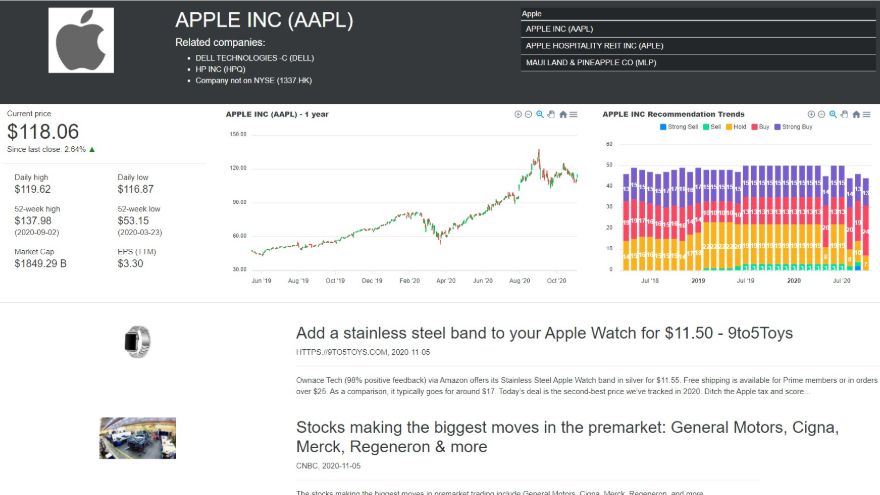 APPLE INC (AAPL)
Related companies:
DELL TECHNOLOGIES -C (DELL)
HP INC (HPQ)
Company not on NYSE (1337.HK)
Apple
APPLE INC (AAPL)
APPLE HOSPITALITY REIT INC (APLE)
MAUI LAND & PINEAPPLE CO (MLP)
Current price
$118.06
Since last close: 2.64% ▲
Daily high
$119.62
Daily low
$116.87
52-week high
$137.98
(2020-09-02)
52-week low
$53.15
(2020-03-23)
Market Cap
$1849.29 B
EPS (TTM)
$3.30
APPLE INC (AAPL) - 1 year
150.00
120.00
90.00
60.00
30.00
Jun '19 Aug '19 Oct '19 Dec '19 Feb '20 Apr '20 Jun '20 Aug '20 Oct '20
APPLE INC Recommendation Trends
Strong Sell Sell Hold Buy Strong Buy
60
50
40
30
20
10
0
Jul '18 2019 Jul '19 2020 Jul '20
Add a stainless steel band to your Apple Watch for $11.50 - 9to5Toys
HTTPS://9TO5TOYS.COM, 2020-11-05
Ownace Tech (98% positive feedback) via Amazon offers its Stainless Steel Apple Watch band in silver for $11.55. Free shipping is available for Prime members or in orders
over $25. As a comparison, it typically goes for around $17. Today's deal is the second-best price we've tracked in 2020. Ditch the Apple tax and score...
Stocks making the biggest moves in the premarket: General Motors, Cigna,
Merck, Regeneron & more
CNBC, 2020-11-05
The stocks making the biggest moves in premarket trading include General Motors, Cigna, Merck, Regeneron, and more.